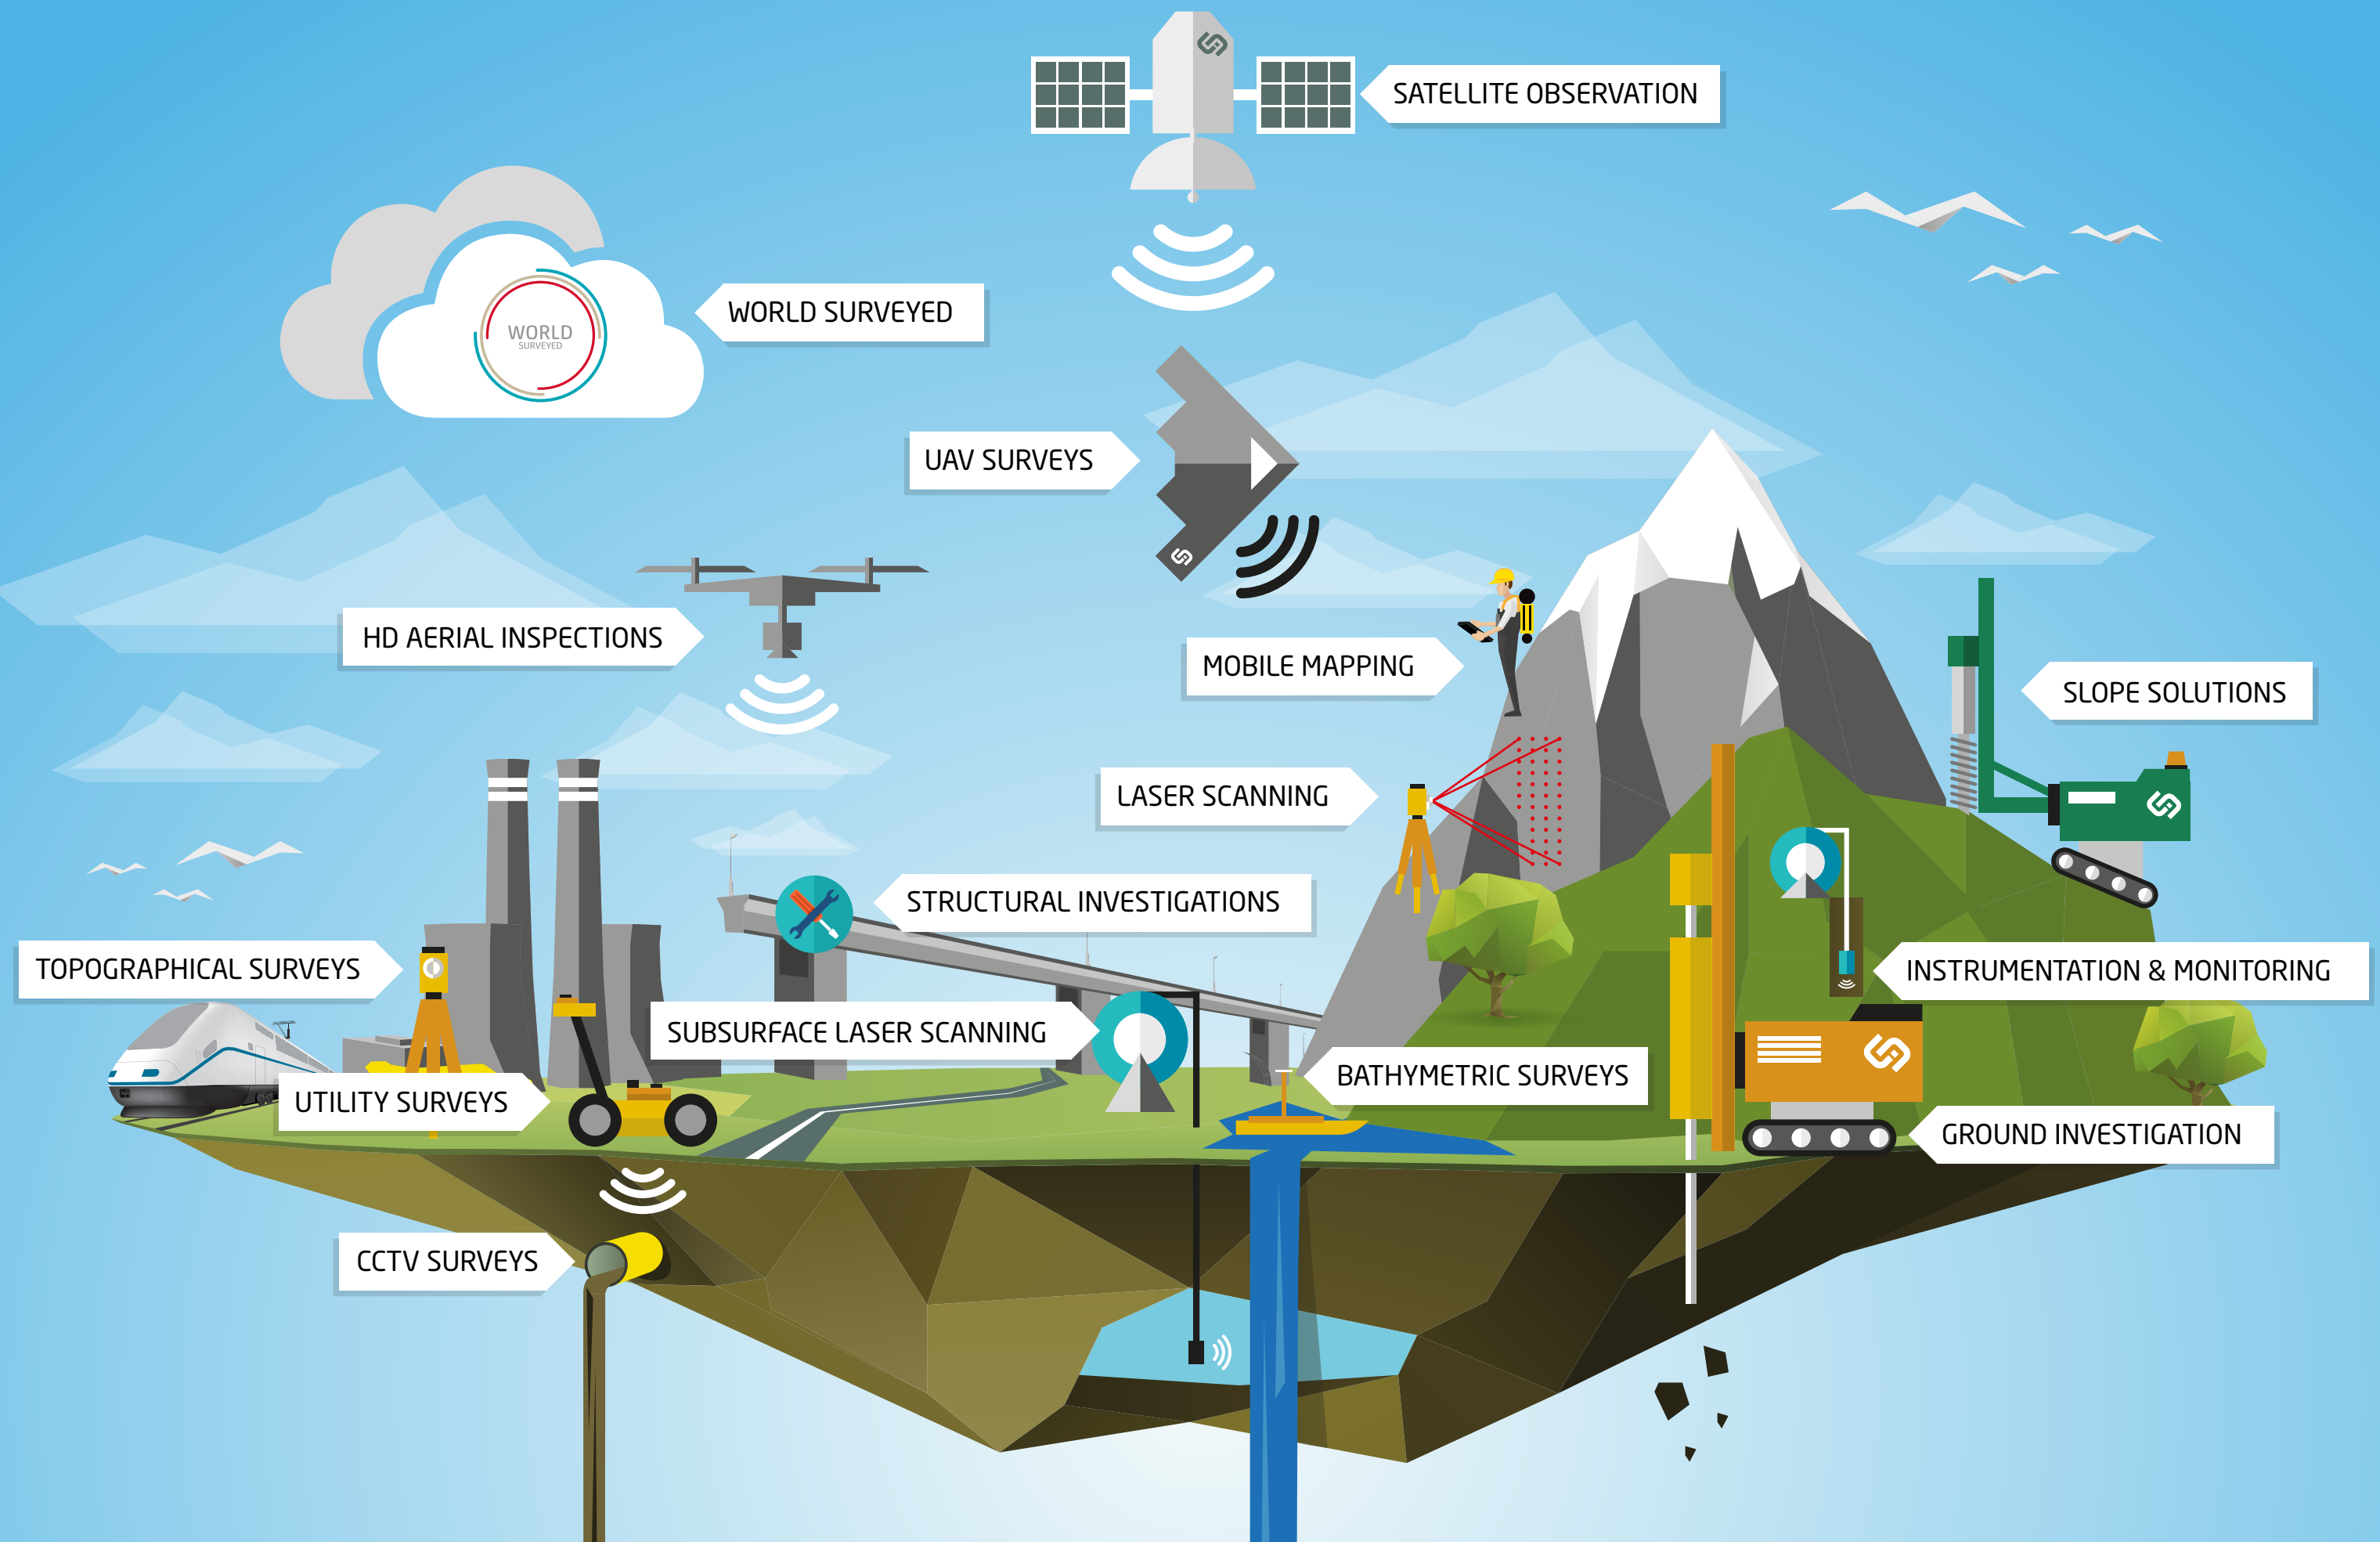 SATELLITE OBSERVATION
WORLD SURVEYED
WORLD
SURVEYED
UAV SURVEYS
HD AERIAL INSPECTIONS
MOBILE MAPPING
SLOPE SOLUTIONS
LASER SCANNING
STRUCTURAL INVESTIGATIONS
TOPOGRAPHICAL SURVEYS
INSTRUMENTATION & MONITORING
SUBSURFACE LASER SCANNING
BATHYMETRIC SURVEYS
UTILITY SURVEYS
GROUND INVESTIGATION
CCTV SURVEYS